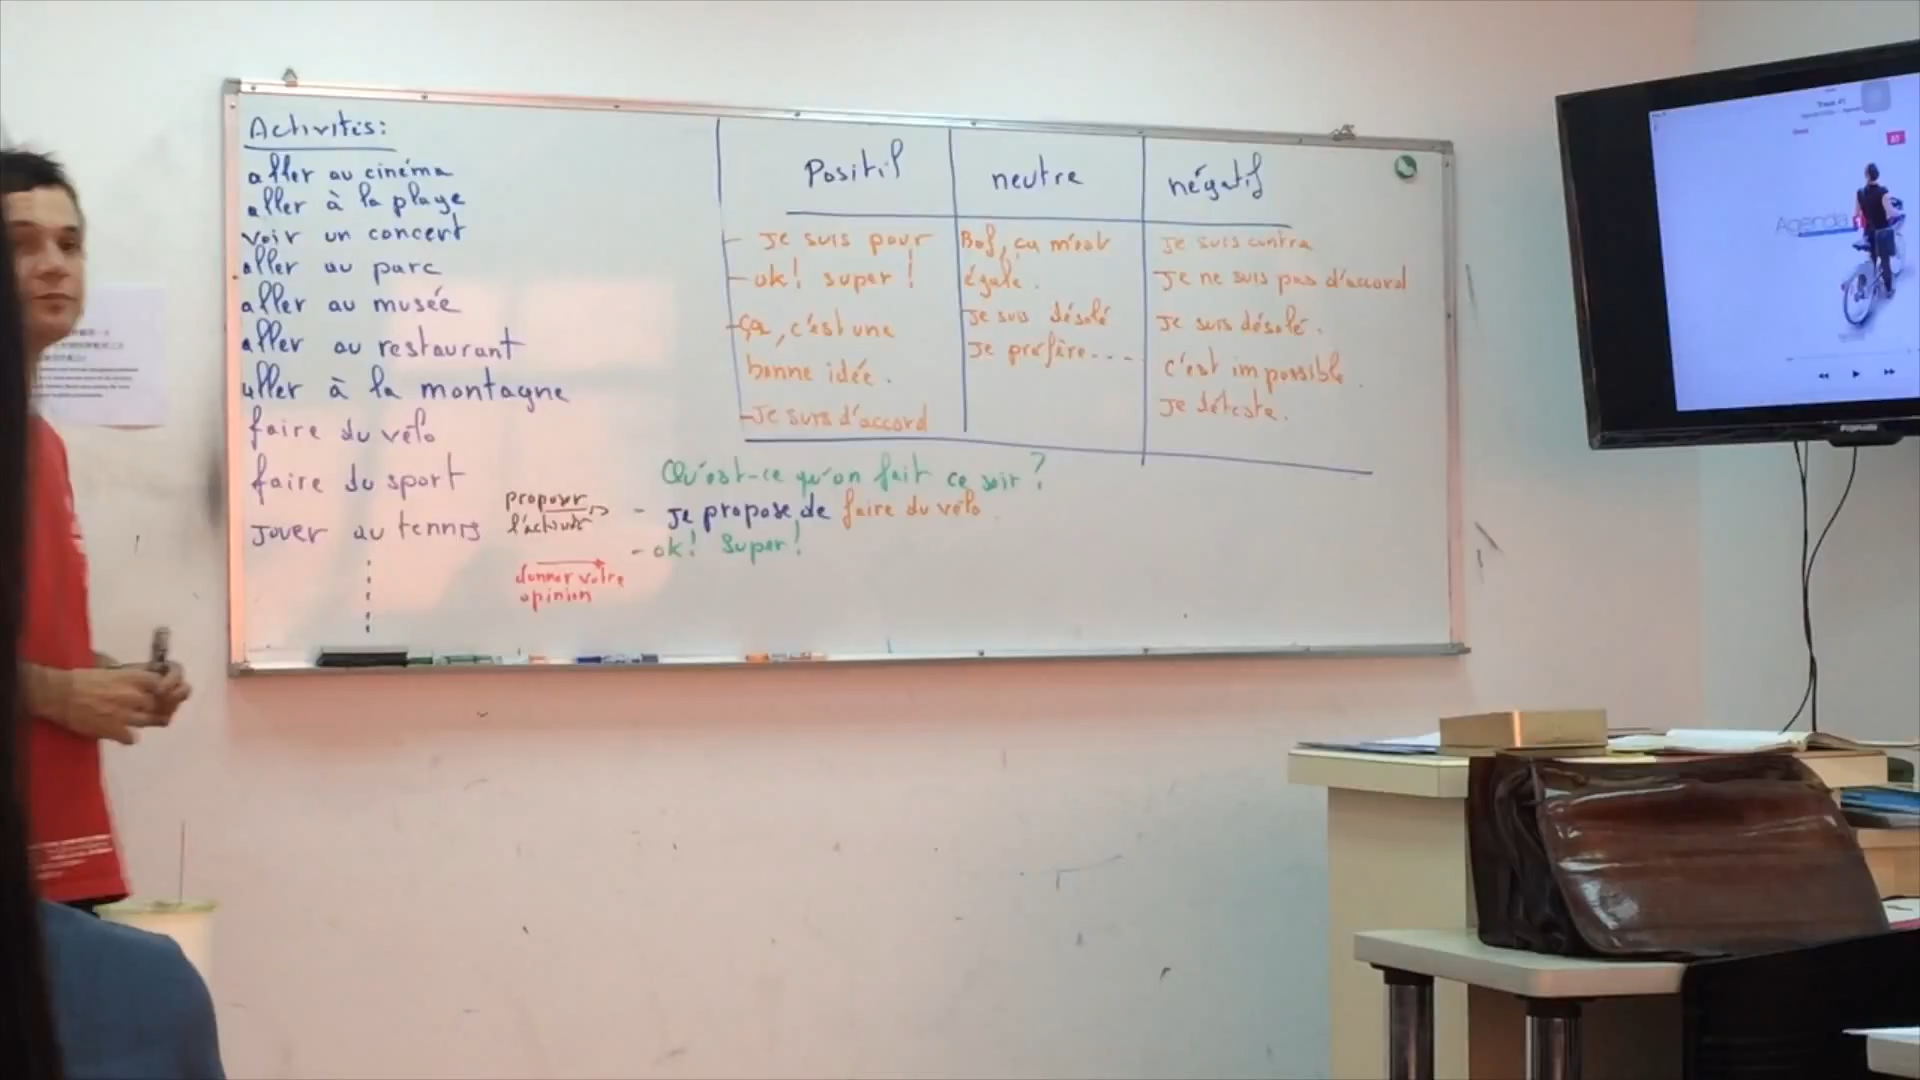 Activités:
aller au cinéma
aller à la plage
voir un concert
aller au parc
aller au musée
aller au restaurant
aller à la montagne
faire du vélo
faire du sport
jouer au tennis
Positif
- je suis pour
- ok! super!
- ça, c'est une
bonne idée.
- je suis d'accord
neutre
Bof, ça m'est
égale.
je suis désolé
je préfère....
négatif
je suis contre
je ne suis pas d'accord
je suis désolé.
c'est impossible.
je déteste.
Qu'est-ce qu'on fait ce soir?
proposer
l'activité
- je propose de faire du vélo
- ok! Super!
donner votre
opinion
Agenda
A1